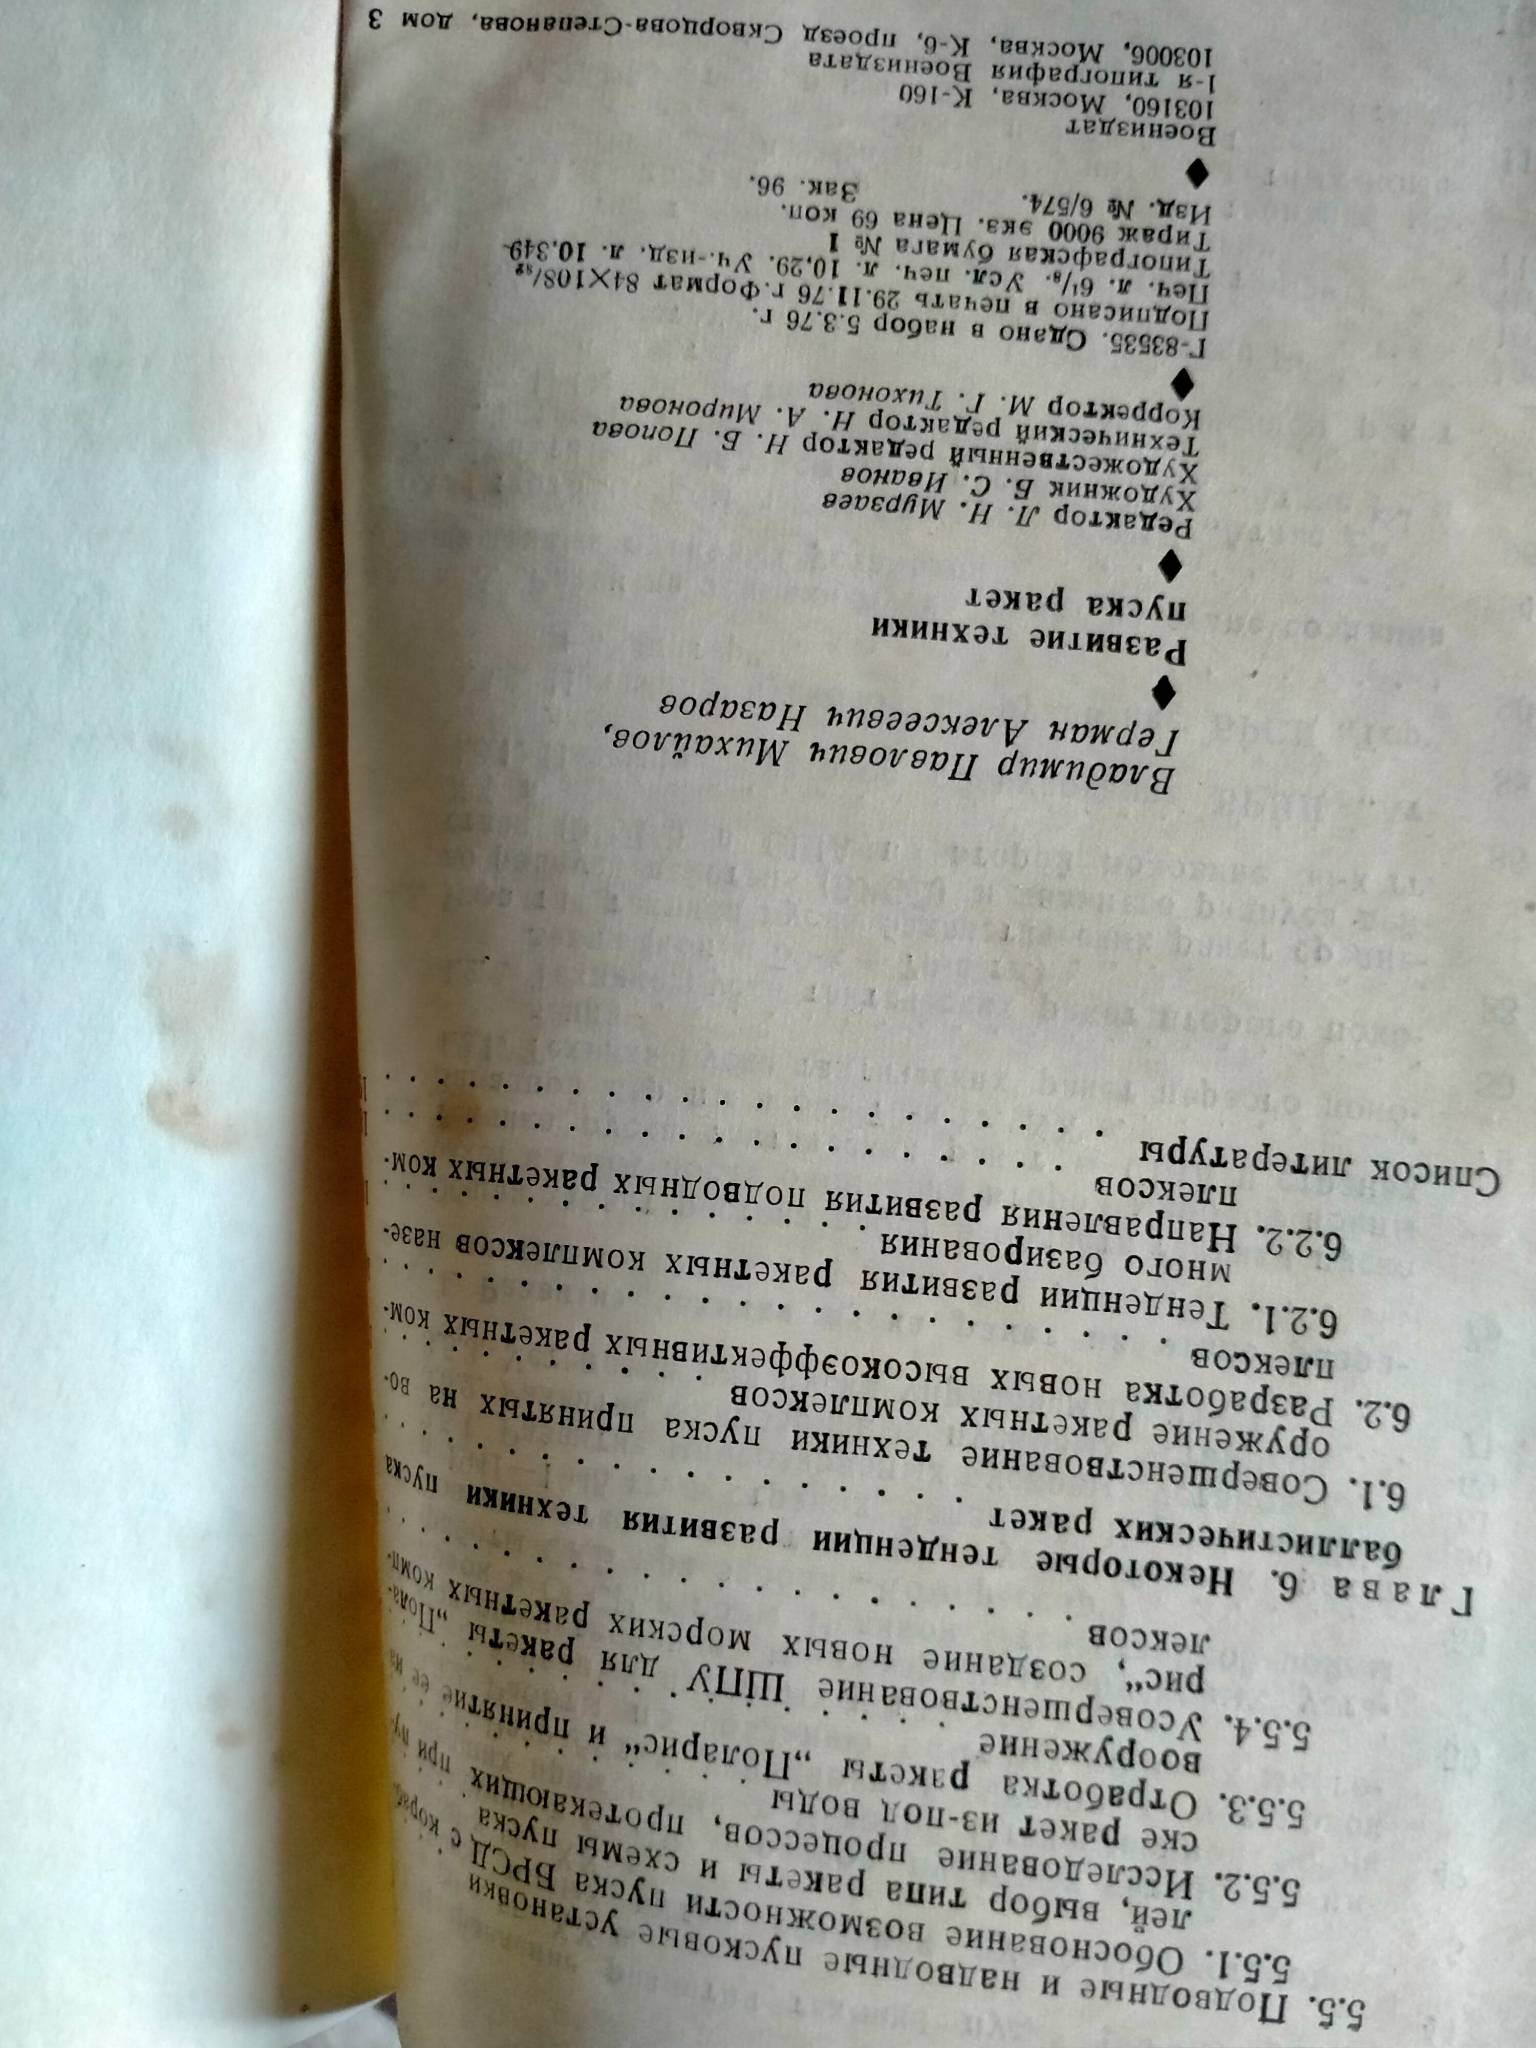 5.5. Подводные и надводные пусковые установки
5.5.1. Обоснование возможности пуска БРСД с кораб-
лей, выбор типа ракеты и схемы пуска
5.5.2. Исследование процессов, протекающих при пу-
ске ракет из-под воды
5.5.3. Отработка ракеты „Поларис“ и принятие ее на
вооружение
5.5.4. Усовершенствование ШПУ для ракеты „Пола-
рис“, создание новых морских ракетных комп-
лексов
Глава 6. Некоторые тенденции развития техники пуска
баллистических ракет
6.1. Совершенствование техники пуска принятых на во-
оружение ракетных комплексов
6.2. Разработка новых высокоэффективных ракетных ком-
плексов
6.2.1. Тенденции развития ракетных комплексов назе-
много базирования
6.2.2. Направления развития подводных ракетных ком-
плексов
Список литературы
Владимир Павлович Михайлов,
Герман Алексеевич Назаров
Развитие техники
пуска ракет
Редактор Л. Н. Мурзаев
Художник Б. С. Иванов
Художественный редактор Н. Б. Попова
Технический редактор Н. А. Миронова
Корректор М. Г. Тихонова
Г-83535. Сдано в набор 5.3.76 г.
Подписано в печать 29.11.76 г. Формат 84×108/³²
Печ. л. 6¹/₈. Усл. печ. л. 10,29. Уч.-изд. л. 10,349
Типографская бумага № 1
Тираж 9000 экз. Цена 69 коп.
Изд. № 6/574. Зак. 96.
Воениздат
103160, Москва, К-160
1-я типография Воениздата
103006, Москва, К-6, проезд Скворцова-Степанова, дом 3